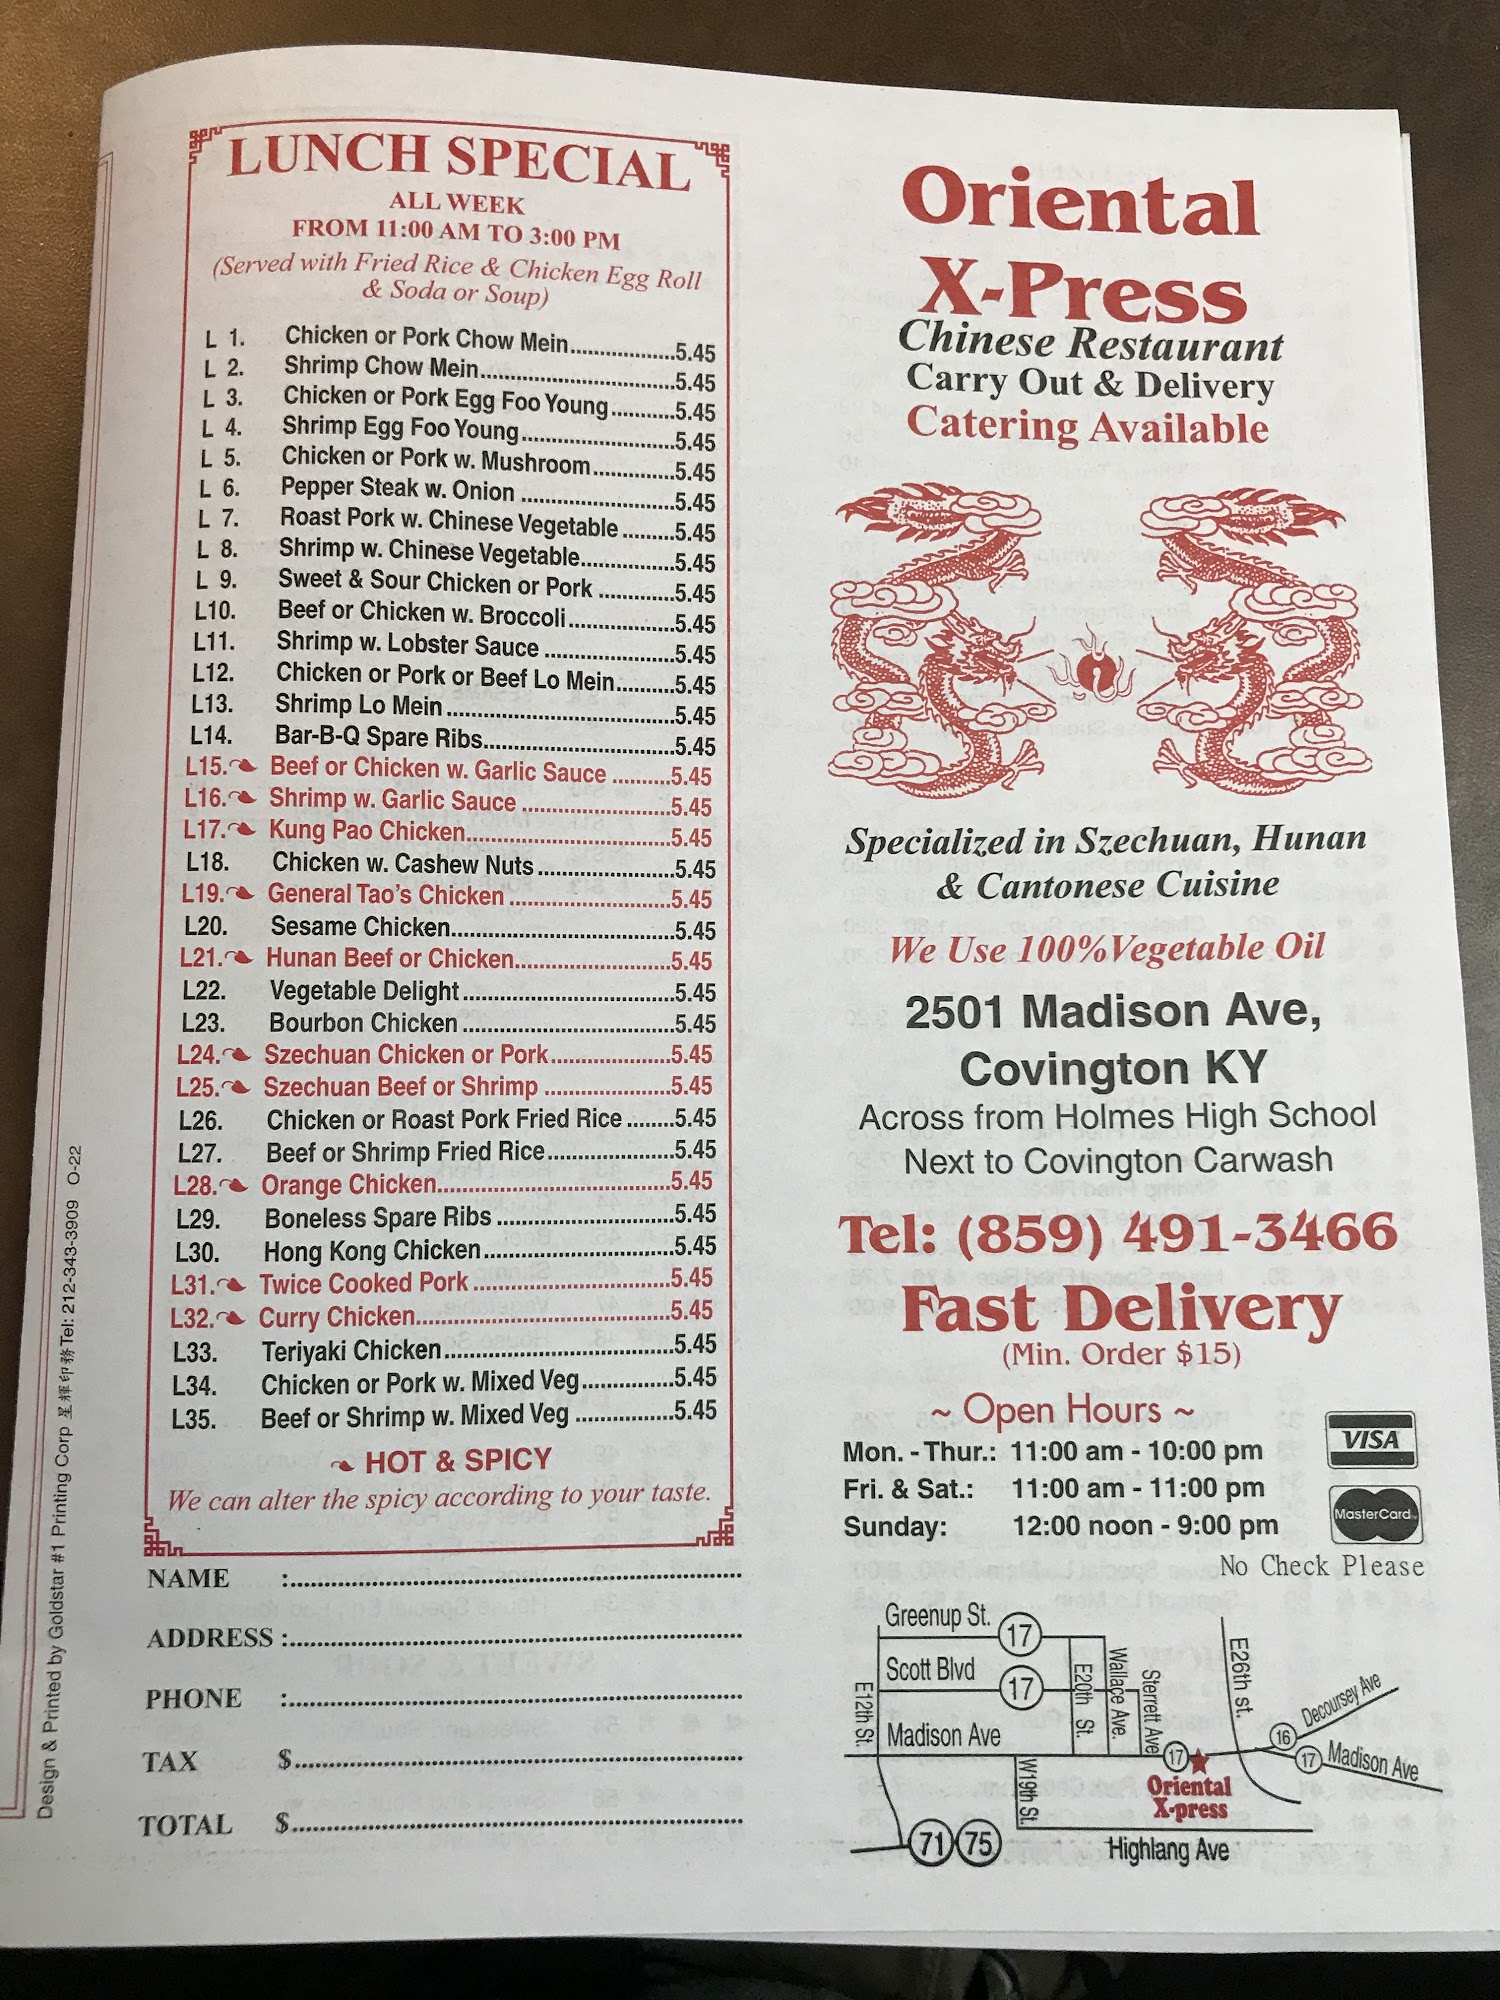 LUNCH SPECIAL
ALL WEEK
FROM 11:00 AM TO 3:00 PM
(Served with Fried Rice & Chicken Egg Roll
& Soda or Soup)
L 1. Chicken or Pork Chow Mein..................5.45
L 2. Shrimp Chow Mein..................5.45
L 3. Chicken or Pork Egg Foo Young..................5.45
L 4. Shrimp Egg Foo Young..................5.45
L 5. Chicken or Pork w. Mushroom..................5.45
L 6. Pepper Steak w. Onion ..................5.45
L 7. Roast Pork w. Chinese Vegetable ..................5.45
L 8. Shrimp w. Chinese Vegetable..................5.45
L 9. Sweet & Sour Chicken or Pork ..................5.45
L10. Beef or Chicken w. Broccoli..................5.45
L11. Shrimp w. Lobster Sauce ..................5.45
L12. Chicken or Pork or Beef Lo Mein..................5.45
L13. Shrimp Lo Mein ..................5.45
L14. Bar-B-Q Spare Ribs..................5.45
L15. Beef or Chicken w. Garlic Sauce ..................5.45
L16. Shrimp w. Garlic Sauce ..................5.45
L17. Kung Pao Chicken..................5.45
L18. Chicken w. Cashew Nuts ..................5.45
L19. General Tao's Chicken ..................5.45
L20. Sesame Chicken..................5.45
L21. Hunan Beef or Chicken..................5.45
L22. Vegetable Delight ..................5.45
L23. Bourbon Chicken ..................5.45
L24. Szechuan Chicken or Pork..................5.45
L25. Szechuan Beef or Shrimp ..................5.45
L26. Chicken or Roast Pork Fried Rice ..................5.45
L27. Beef or Shrimp Fried Rice..................5.45
L28. Orange Chicken..................5.45
L29. Boneless Spare Ribs ..................5.45
L30. Hong Kong Chicken..................5.45
L31. Twice Cooked Pork ..................5.45
L32. Curry Chicken..................5.45
L33. Teriyaki Chicken..................5.45
L34. Chicken or Pork w. Mixed Veg..................5.45
L35. Beef or Shrimp w. Mixed Veg ..................5.45
HOT & SPICY
We can alter the spicy according to your taste.
NAME :..................
ADDRESS :..................
PHONE :..................
TAX $..................
TOTAL $..................
Design & Printed by Goldstar #1 Printing Corp 星輝印務 Tel: 212-343-3909 O-22
Oriental
X-Press
Chinese Restaurant
Carry Out & Delivery
Catering Available
Specialized in Szechuan, Hunan
& Cantonese Cuisine
We Use 100%Vegetable Oil
2501 Madison Ave,
Covington KY
Across from Holmes High School
Next to Covington Carwash
Tel: (859) 491-3466
Fast Delivery
(Min. Order $15)
~ Open Hours ~
Mon. - Thur.: 11:00 am - 10:00 pm
Fri. & Sat.: 11:00 am - 11:00 pm
Sunday: 12:00 noon - 9:00 pm
VISA
MasterCard
No Check Please
Greenup St.
17
Scott Blvd
17
Madison Ave
E12th St.
E20th St.
Wallace Ave.
Sterrett Ave
E26th st.
17
Oriental
X-press
16
Decoursey Ave
17
Madison Ave
W19th St.
71
75
Highlang Ave